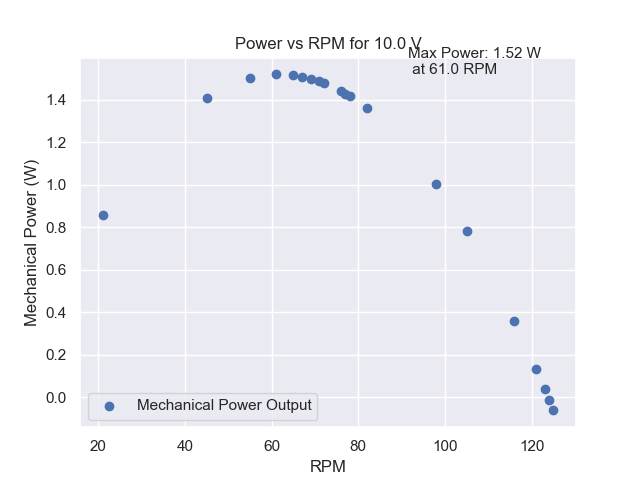 Power vs RPM for 10.0 V
Max Power: 1.52 W
at 61.0 RPM
Mechanical Power (W)
1.4
1.2
1.0
0.8
0.6
0.4
0.2
0.0
Mechanical Power Output
20 40 60 80 100 120
RPM